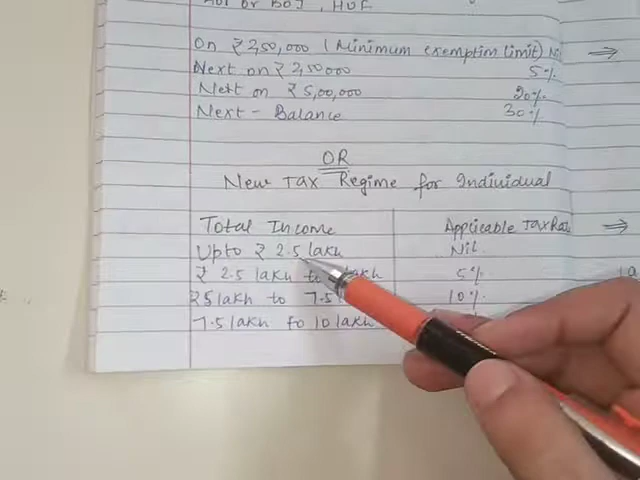 AOP or BOI, HUF
On ₹2,50,000 (Minimum exemption limit) Nil
Next on ₹2,50000 5%
Next on ₹5,00,000 20%
Next - Balance 30%
OR
New Tax Regime for Individual
Total Income Applicable Tax Rate
Upto ₹ 2.5 lakh Nil
₹ 2.5 lakh to lakh 5%
₹5 lakh to 7.5 10%
7.5 lakh to 10 lakh